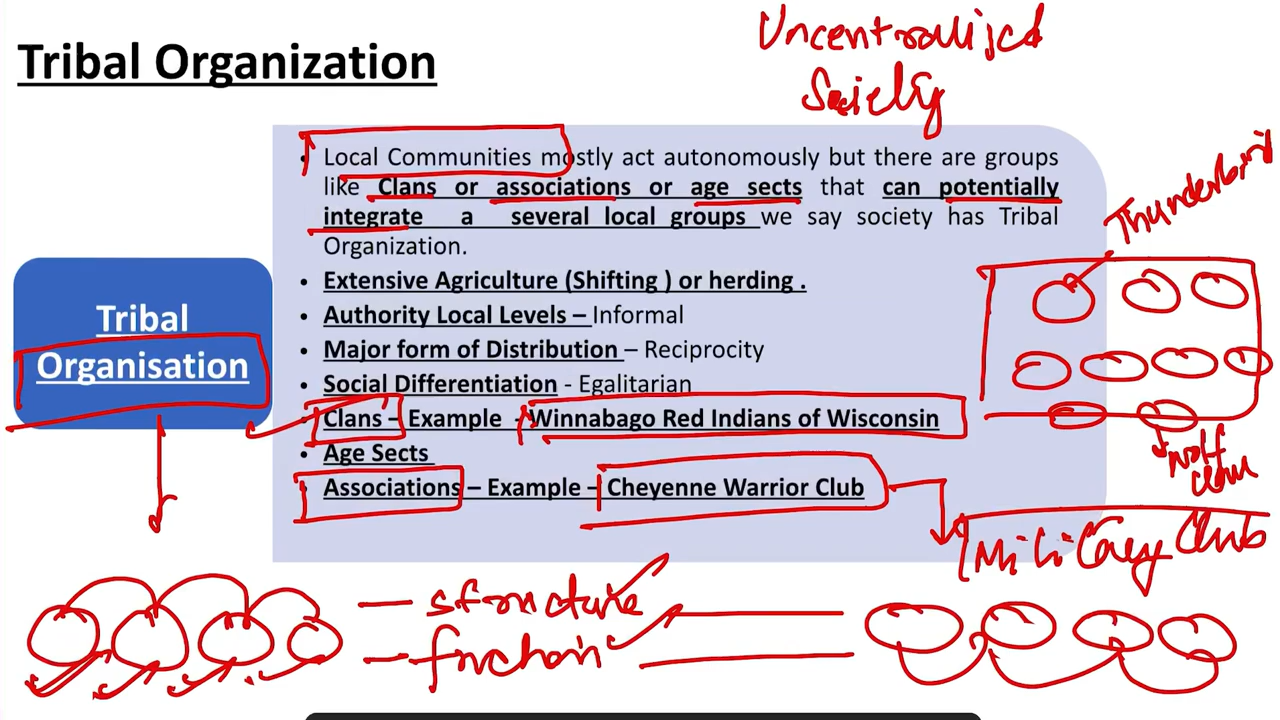 Tribal Organization
Uncentralized
Society
Tribal
Organisation
• Local Communities mostly act autonomously but there are groups
like Clans or associations or age sects that can potentially
integrate a several local groups we say society has Tribal
Organization.
• Extensive Agriculture (Shifting ) or herding .
• Authority Local Levels – Informal
• Major form of Distribution – Reciprocity
• Social Differentiation - Egalitarian
• Clans – Example - Winnabago Red Indians of Wisconsin
• Age Sects
• Associations – Example – Cheyenne Warrior Club
Thunderbird
Wolf
Clan
Military Club
structure
function